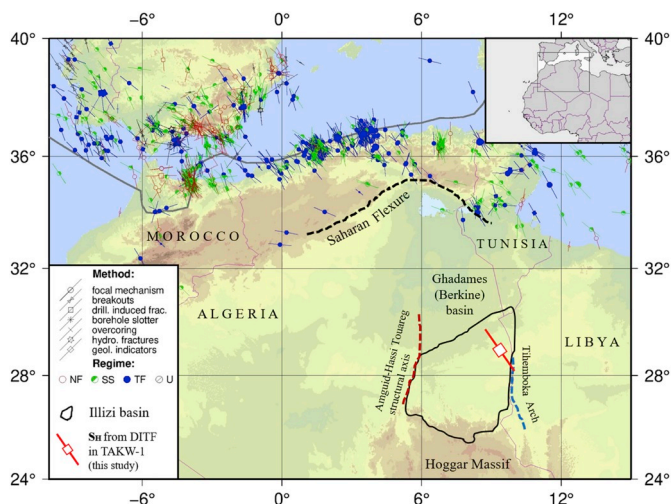 −6° 0° 6° 12°
40° 40°
36° 36°
Saharan Flexure
MOROCCO
TUNISIA
32° 32°
Ghadames
(Berkine)
basin
ALGERIA
LIBYA
Amguid-Hassi Touareg
structural axis
Tihemboka Arch
28° 28°
Hoggar Massif
24° 24°
−6° 0° 6° 12°
Method:
focal mechanism
breakouts
drill. induced frac.
borehole slotter
overcoring
hydro. fractures
geol. indicators
Regime:
NF SS TF U
Illizi basin
SH from DITF
in TAKW-1
(this study)